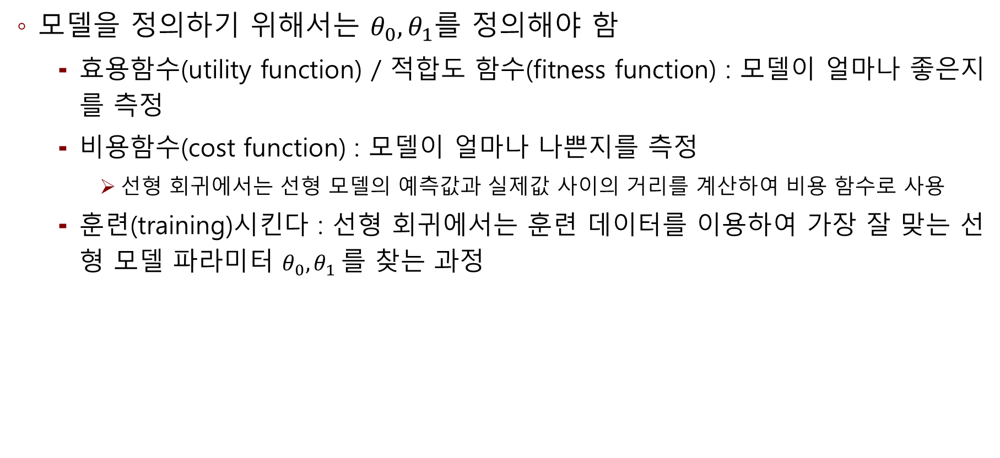 ◦ 모델을 정의하기 위해서는 𝜃₀, 𝜃₁를 정의해야 함
- 효용함수(utility function) / 적합도 함수(fitness function) : 모델이 얼마나 좋은지
를 측정
- 비용함수(cost function) : 모델이 얼마나 나쁜지를 측정
➢ 선형 회귀에서는 선형 모델의 예측값과 실제값 사이의 거리를 계산하여 비용 함수로 사용
- 훈련(training)시킨다 : 선형 회귀에서는 훈련 데이터를 이용하여 가장 잘 맞는 선
형 모델 파라미터 𝜃₀, 𝜃₁ 를 찾는 과정